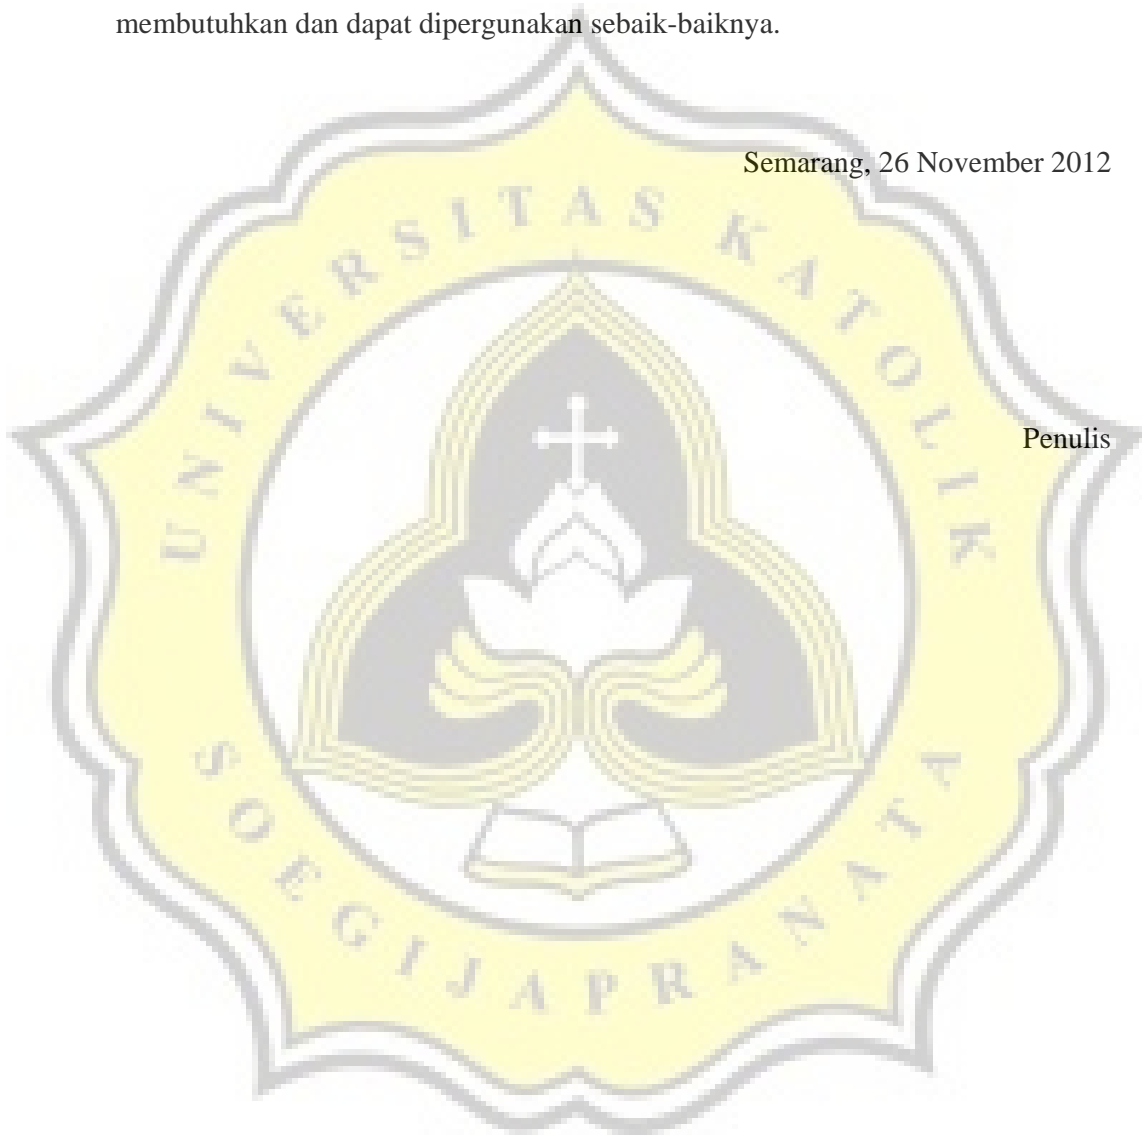 membutuhkan dan dapat dipergunakan sebaik-baiknya.
Semarang, 26 November 2012
Penulis
UNIVERSITAS KATOLIK
SOEGIJAPRANATA